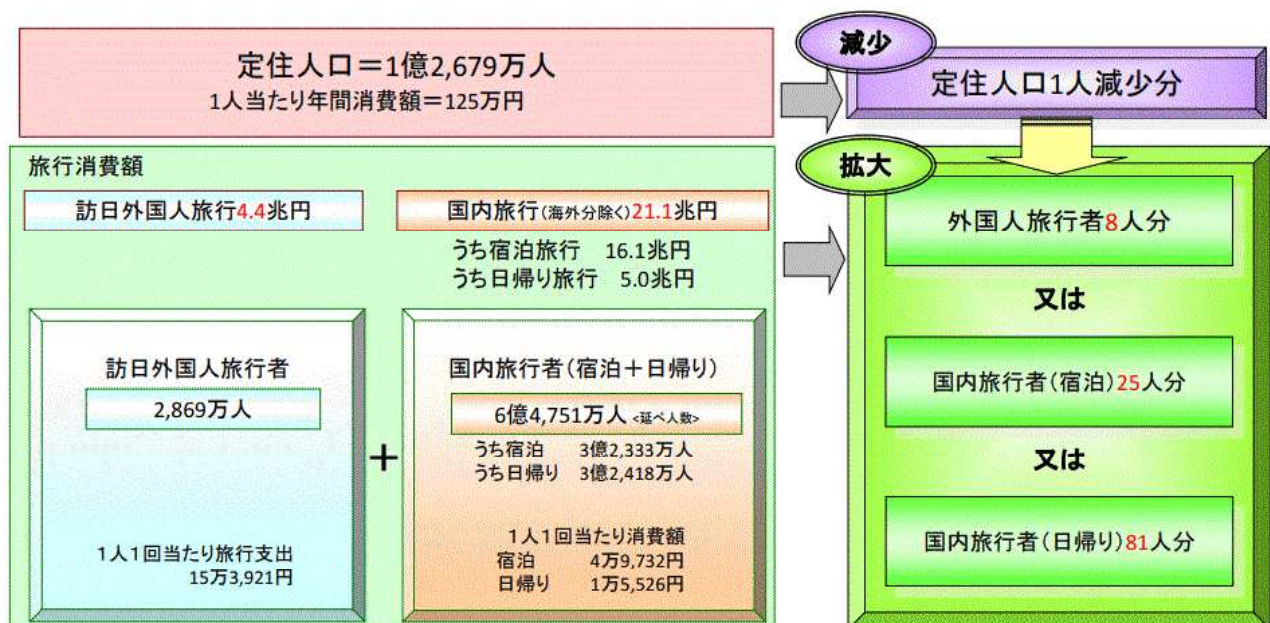 定住人口＝1億2,679万人
1人当たり年間消費額＝125万円
減少
定住人口1人減少分
旅行消費額
訪日外国人旅行4.4兆円
国内旅行(海外分除く)21.1兆円
うち宿泊旅行 16.1兆円
うち日帰り旅行 5.0兆円
訪日外国人旅行者
2,869万人
1人1回当たり旅行支出
15万3,921円
+
国内旅行者(宿泊＋日帰り)
6億4,751万人 <延べ人数>
うち宿泊 3億2,333万人
うち日帰り 3億2,418万人
1人1回当たり消費額
宿泊 4万9,732円
日帰り 1万5,526円
拡大
外国人旅行者8人分
又は
国内旅行者(宿泊)25人分
又は
国内旅行者(日帰り)81人分